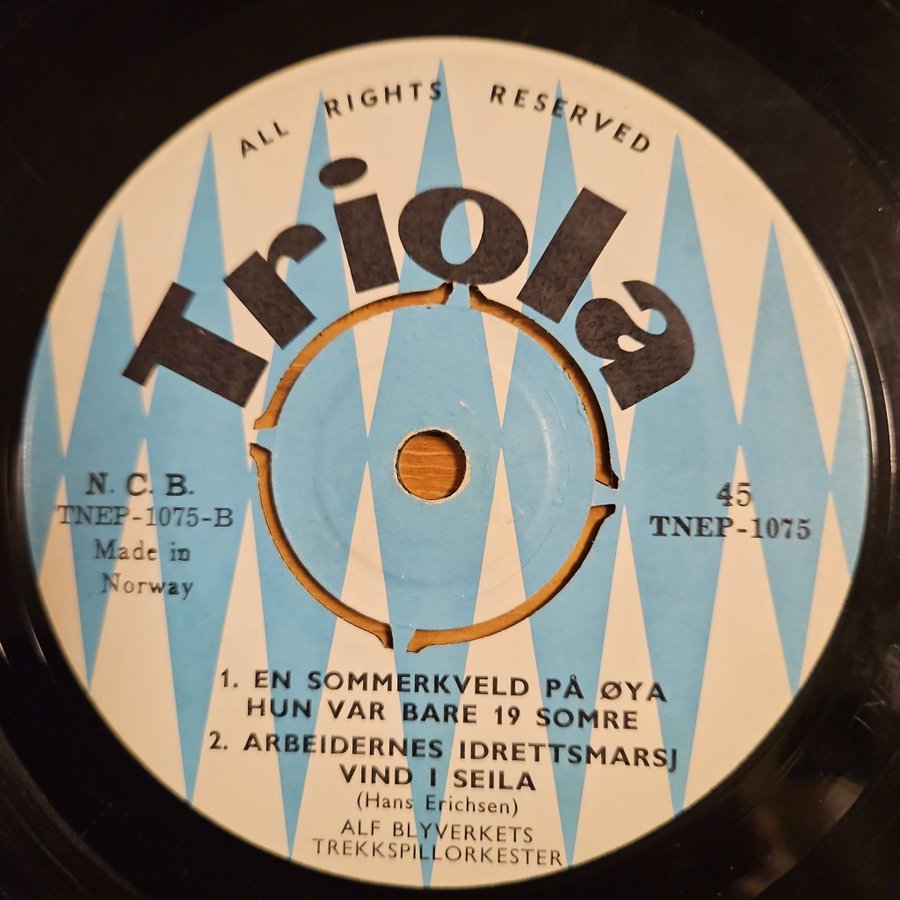 ALL RIGHTS RESERVED
Triola
N. C. B.
TNEP-1075-B
Made in
Norway
45
TNEP-1075
1. EN SOMMERKVELD PÅ ØYA
HUN VAR BARE 19 SOMRE
2. ARBEIDERNES IDRETTSMARSJ
VIND I SEILA
(Hans Erichsen)
ALF BLYVERKETS
TREKKSPILLORKESTER